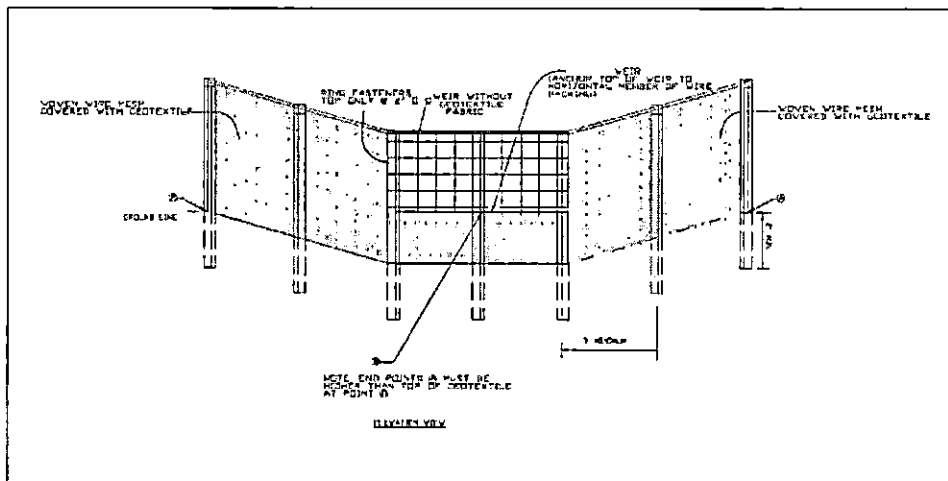 WEIR
(ANCHOR TOP OF WEIR TO
HORIZONTAL MEMBER OF WIRE
BACKING)
RING FASTENERS
TOP ONLY @
WEIR WITHOUT
GEOTEXTILE
FABRIC
WOVEN WIRE MESH
COVERED WITH GEOTEXTILE
WOVEN WIRE MESH
COVERED WITH GEOTEXTILE
GROUND LINE
NOTE END POINTS A MUST BE
HIGHER THAN TOP OF GEOTEXTILE
AT POINT
ELEVATION VIEW